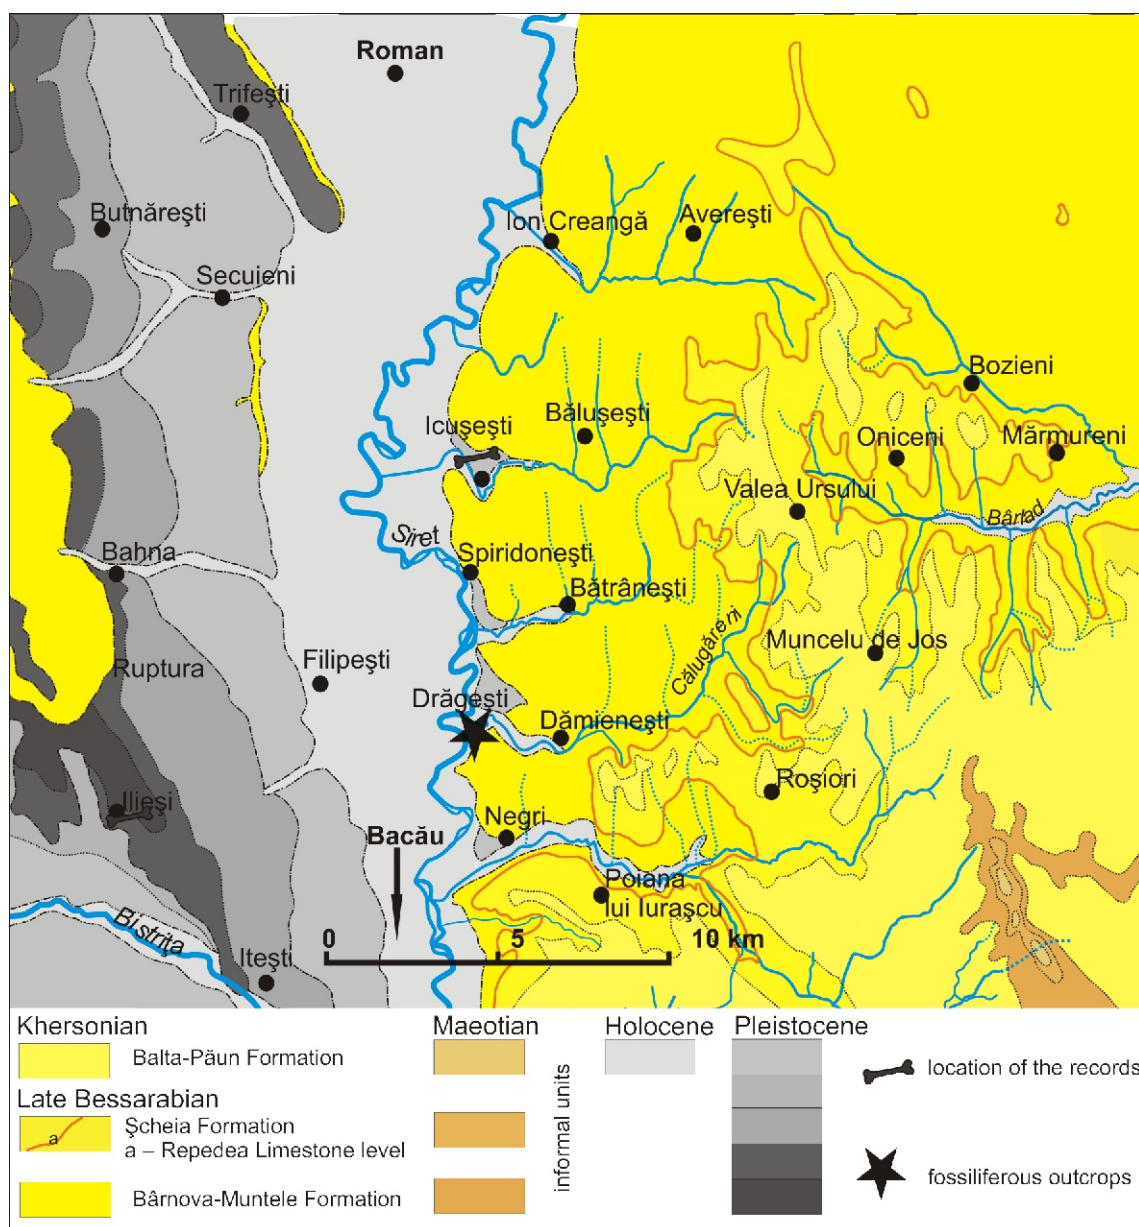 Roman
Trifeşti
Butnăreşti
Ion Creangă
Avereşti
Secuieni
Bozieni
Icuşeşti
Băluşeşti
Oniceni
Mărmureni
Valea Ursului
Bârlad
Siret
Bahna
Spiridoneşti
Bătrâneşti
Călugăreni
Muncelu de Jos
Ruptura
Filipeşti
Drăgeşti
Dămieneşti
Roşiori
Ilieşi
Negri
Bacău
Poiana
lui Iuraşcu
Bistriţa
0 5 10 km
Iteşti
Khersonian
Balta-Păun Formation
Late Bessarabian
a
Şcheia Formation
a – Repedea Limestone level
Bârnova-Muntele Formation
Maeotian
informal units
Holocene
Pleistocene
location of the records
fossiliferous outcrops